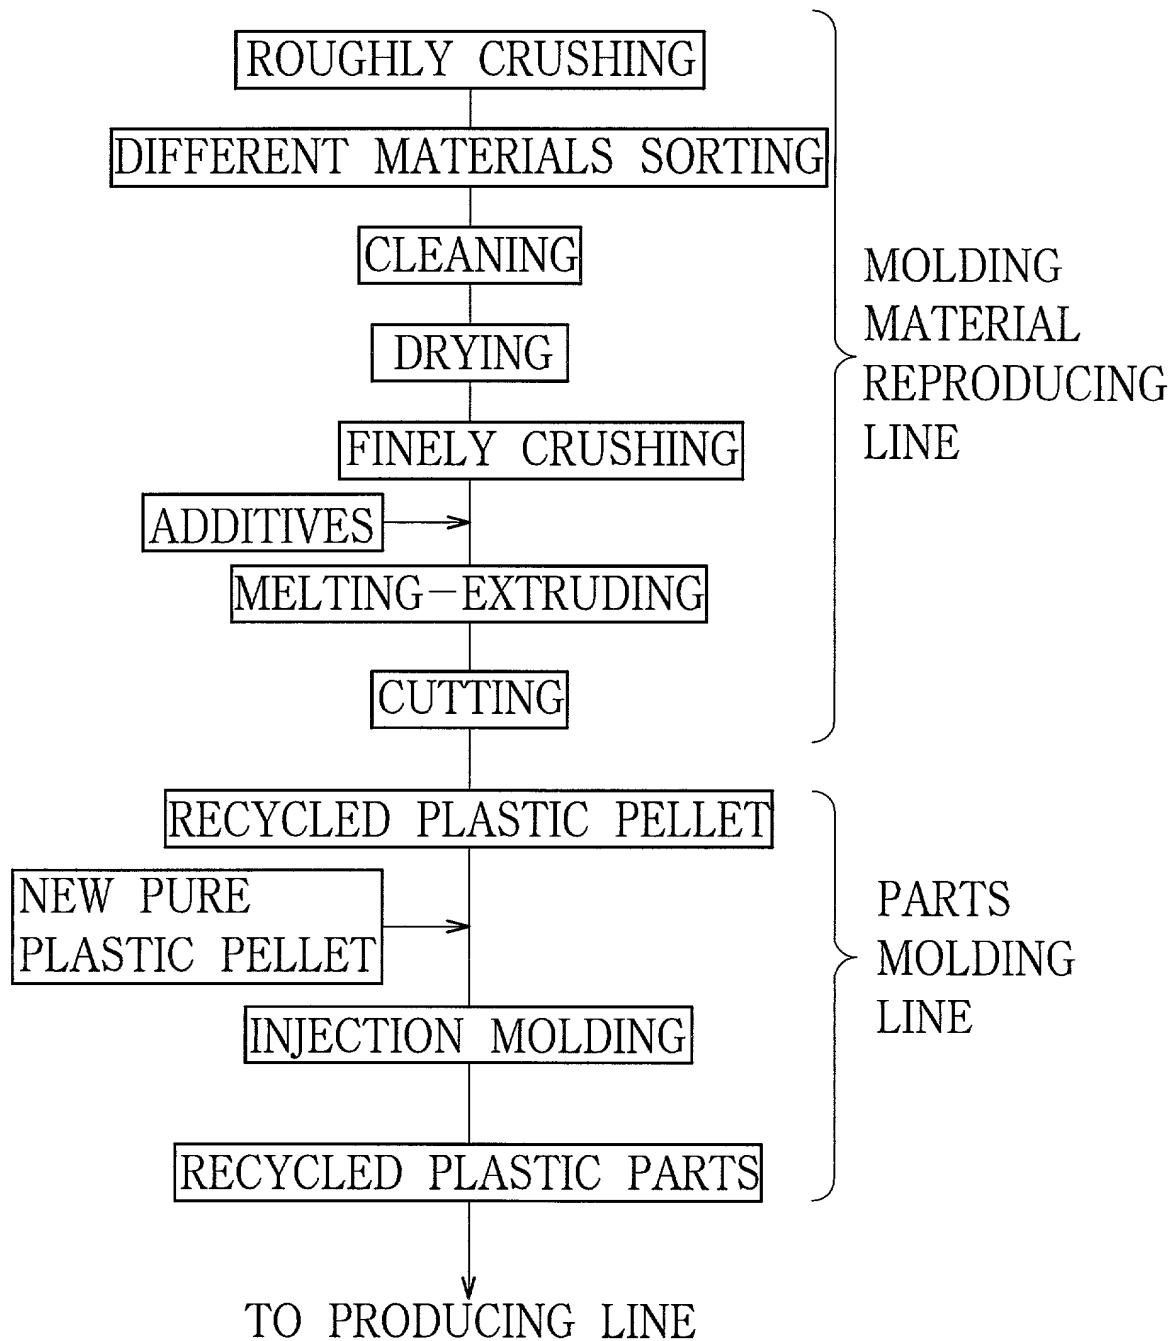 ROUGHLY CRUSHING
DIFFERENT MATERIALS SORTING
CLEANING
DRYING
FINELY CRUSHING
ADDITIVES
MELTING-EXTRUDING
CUTTING
MOLDING
MATERIAL
REPRODUCING
LINE
RECYCLED PLASTIC PELLET
NEW PURE
PLASTIC PELLET
INJECTION MOLDING
RECYCLED PLASTIC PARTS
PARTS
MOLDING
LINE
TO PRODUCING LINE